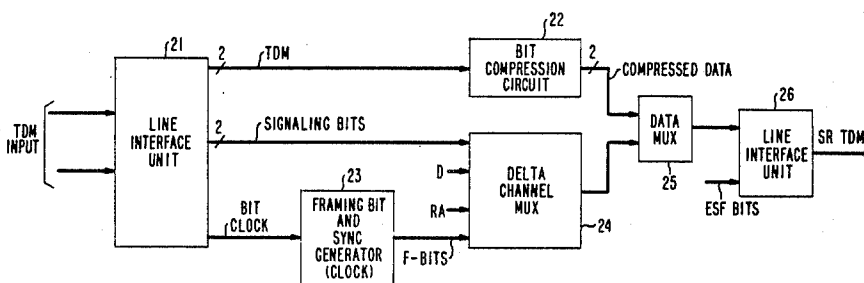 21
22
2
TDM
BIT
COMPRESSION
CIRCUIT
2
COMPRESSED DATA
TDM
INPUT
LINE
INTERFACE
UNIT
2
SIGNALING BITS
DATA
MUX
25
26
LINE
INTERFACE
UNIT
SR TDM
ESF BITS
D
RA
DELTA
CHANNEL
MUX
24
BIT
CLOCK
23
FRAMING BIT
AND
SYNC
GENERATOR
(CLOCK)
F-BITS